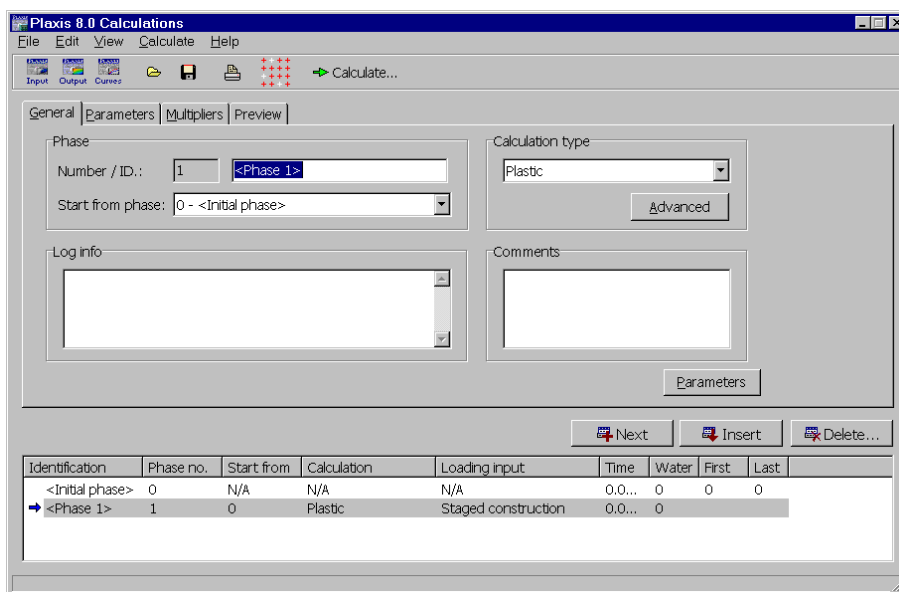 Plaxis 8.0 Calculations
File Edit View Calculate Help
Input Output Curves Calculate...
General Parameters Multipliers Preview
Phase Calculation type
Number / ID.: 1 <Phase 1> Plastic
Start from phase: 0 - <Initial phase> Advanced
Log info Comments
Parameters
Next Insert Delete...
Identification Phase no. Start from Calculation Loading input Time Water First Last
<Initial phase> 0 N/A N/A N/A 0.0... 0 0 0
<Phase 1> 1 0 Plastic Staged construction 0.0... 0